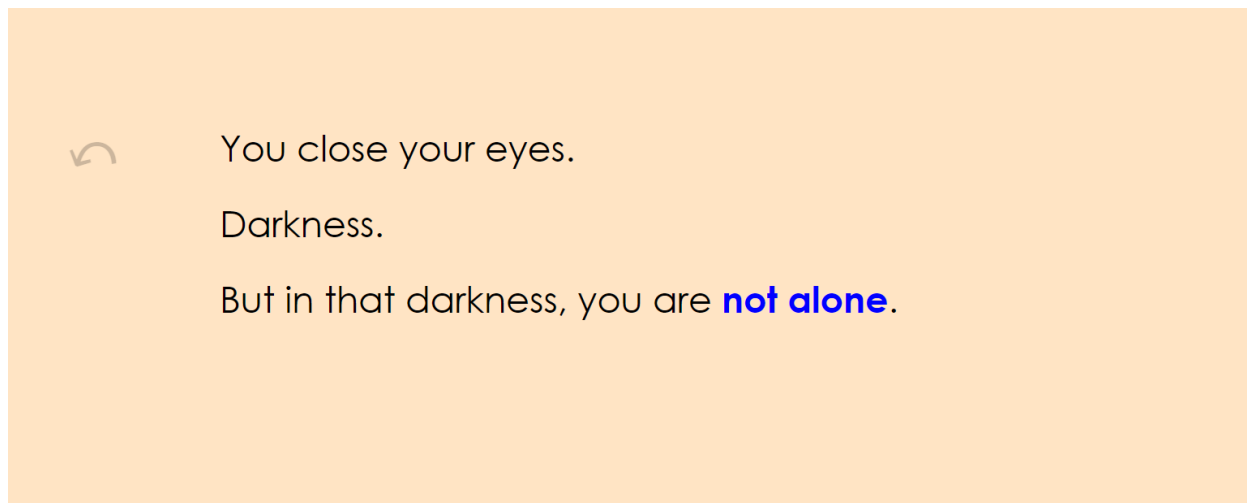 You close your eyes.
Darkness.
But in that darkness, you are not alone.